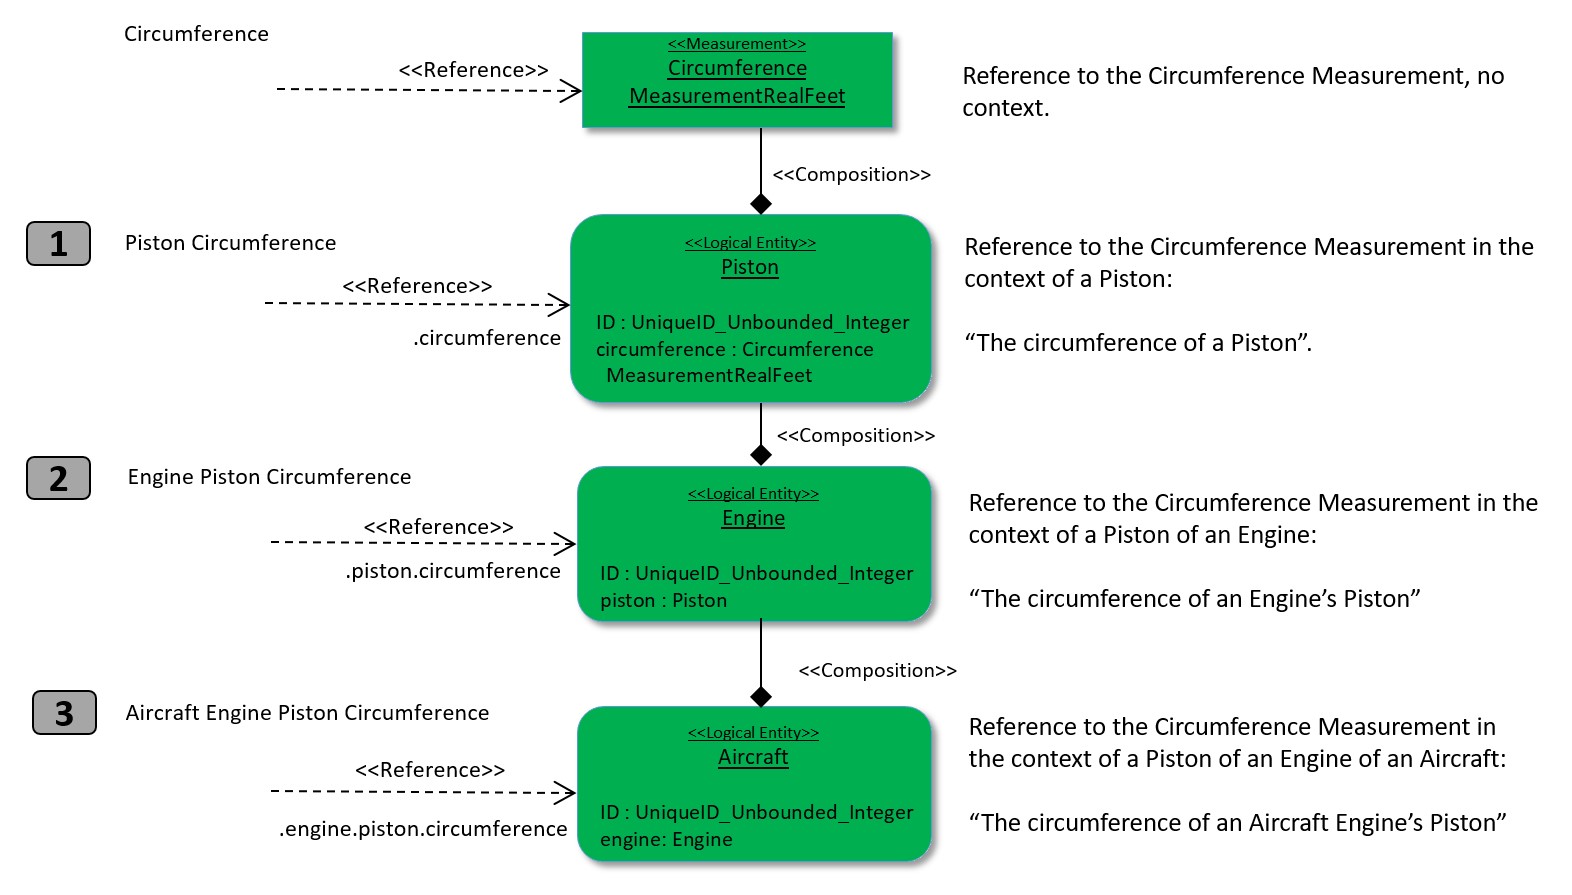 Circumference
<<Reference>>
<<Measurement>>
Circumference
MeasurementRealFeet
Reference to the Circumference Measurement, no
context.
<<Composition>>
1
Piston Circumference
<<Reference>>
.circumference
<<Logical Entity>>
Piston
ID : UniqueID_Unbounded_Integer
circumference : Circumference
MeasurementRealFeet
Reference to the Circumference Measurement in the
context of a Piston:
“The circumference of a Piston”.
<<Composition>>
2
Engine Piston Circumference
<<Reference>>
.piston.circumference
<<Logical Entity>>
Engine
ID : UniqueID_Unbounded_Integer
piston : Piston
Reference to the Circumference Measurement in the
context of a Piston of an Engine:
“The circumference of an Engine’s Piston”
<<Composition>>
3
Aircraft Engine Piston Circumference
<<Reference>>
.engine.piston.circumference
<<Logical Entity>>
Aircraft
ID : UniqueID_Unbounded_Integer
engine: Engine
Reference to the Circumference Measurement in
the context of a Piston of an Engine of an Aircraft:
“The circumference of an Aircraft Engine’s Piston”